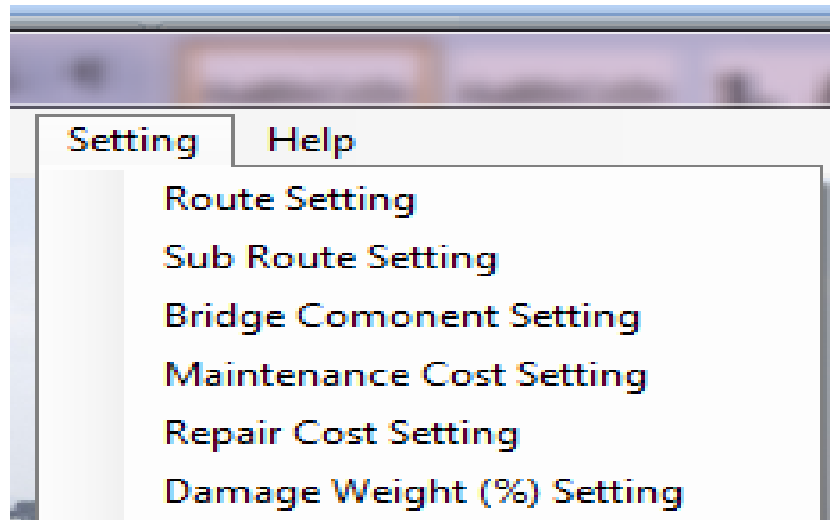 Setting Help
Route Setting
Sub Route Setting
Bridge Comonent Setting
Maintenance Cost Setting
Repair Cost Setting
Damage Weight (%) Setting